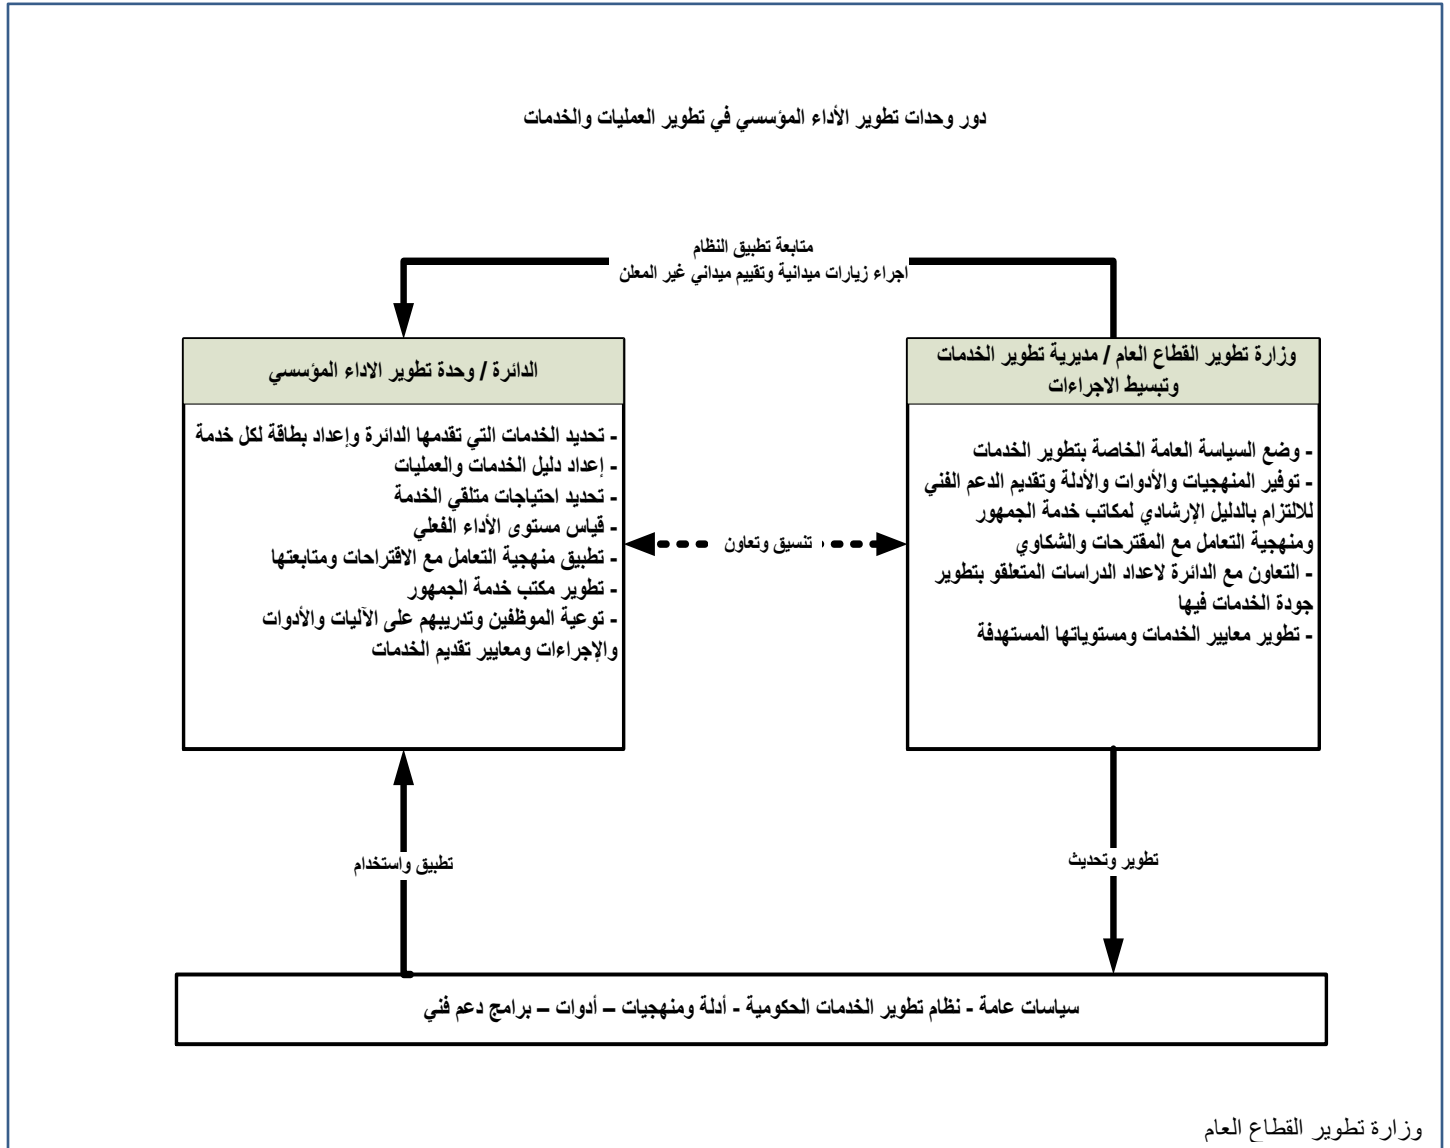 دور وحدات تطوير الأداء المؤسسي في تطوير العمليات والخدمات
متابعة تطبيق النظام
اجراء زيارات ميدانية وتقييم ميداني غير المعلن
وزارة تطوير القطاع العام / مديرية تطوير الخدمات
وتبسيط الاجراءات
- وضع السياسة العامة الخاصة بتطوير الخدمات
- توفير المنهجيات والأدوات والأدلة وتقديم الدعم الفني
للالتزام بالدليل الإرشادي لمكاتب خدمة الجمهور
ومنهجية التعامل مع المقترحات والشكاوي
- التعاون مع الدائرة لاعداد الدراسات المتعلقو بتطوير
جودة الخدمات فيها
- تطوير معايير الخدمات ومستوياتها المستهدفة
تنسيق وتعاون
الدائرة / وحدة تطوير الاداء المؤسسي
- تحديد الخدمات التي تقدمها الدائرة وإعداد بطاقة لكل خدمة
- إعداد دليل الخدمات والعمليات
- تحديد احتياجات متلقي الخدمة
- قياس مستوى الأداء الفعلي
- تطبيق منهجية التعامل مع الاقتراحات ومتابعتها
- تطوير مكتب خدمة الجمهور
- توعية الموظفين وتدريبهم على الآليات والأدوات
والإجراءات ومعايير تقديم الخدمات
تطوير وتحديث
تطبيق واستخدام
سياسات عامة - نظام تطوير الخدمات الحكومية - أدلة ومنهجيات – أدوات – برامج دعم فني
وزارة تطوير القطاع العام